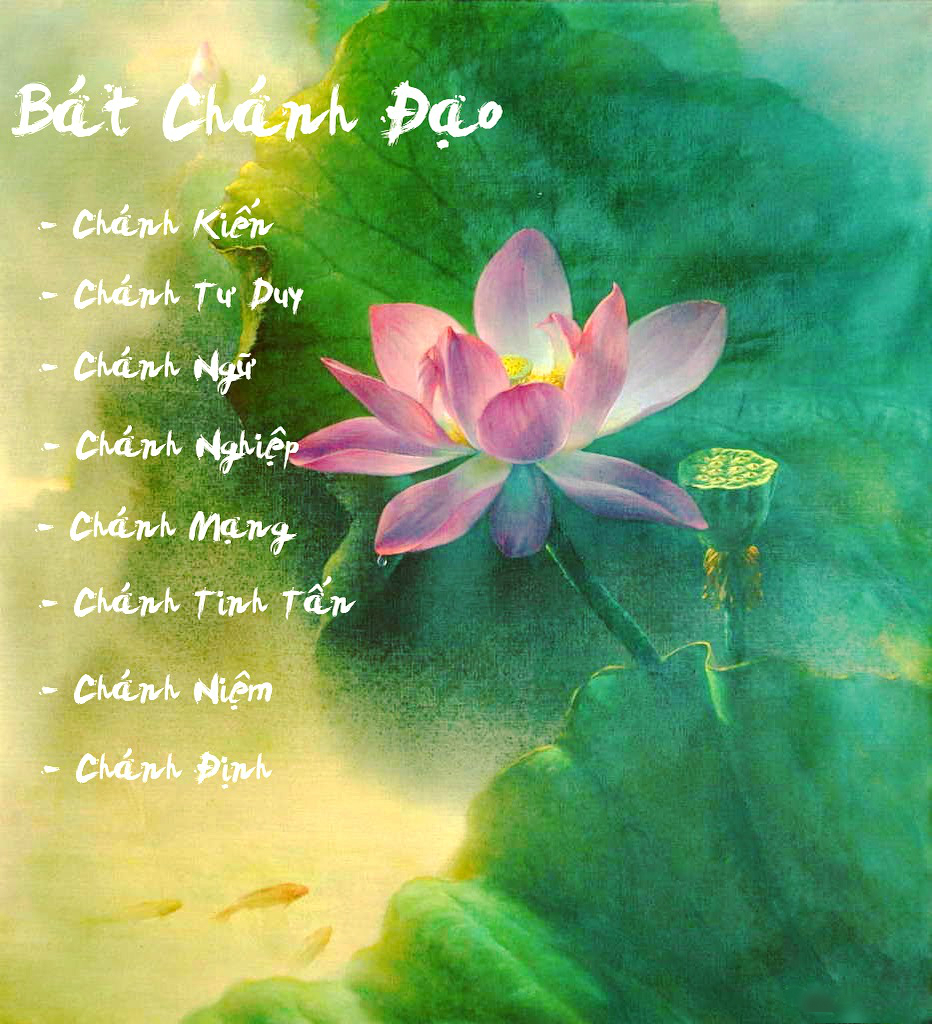 Bát Chánh Đạo
- Chánh Kiến
- Chánh Tư Duy
- Chánh Ngữ
- Chánh Nghiệp
- Chánh Mạng
- Chánh Tinh Tấn
- Chánh Niệm
- Chánh Định